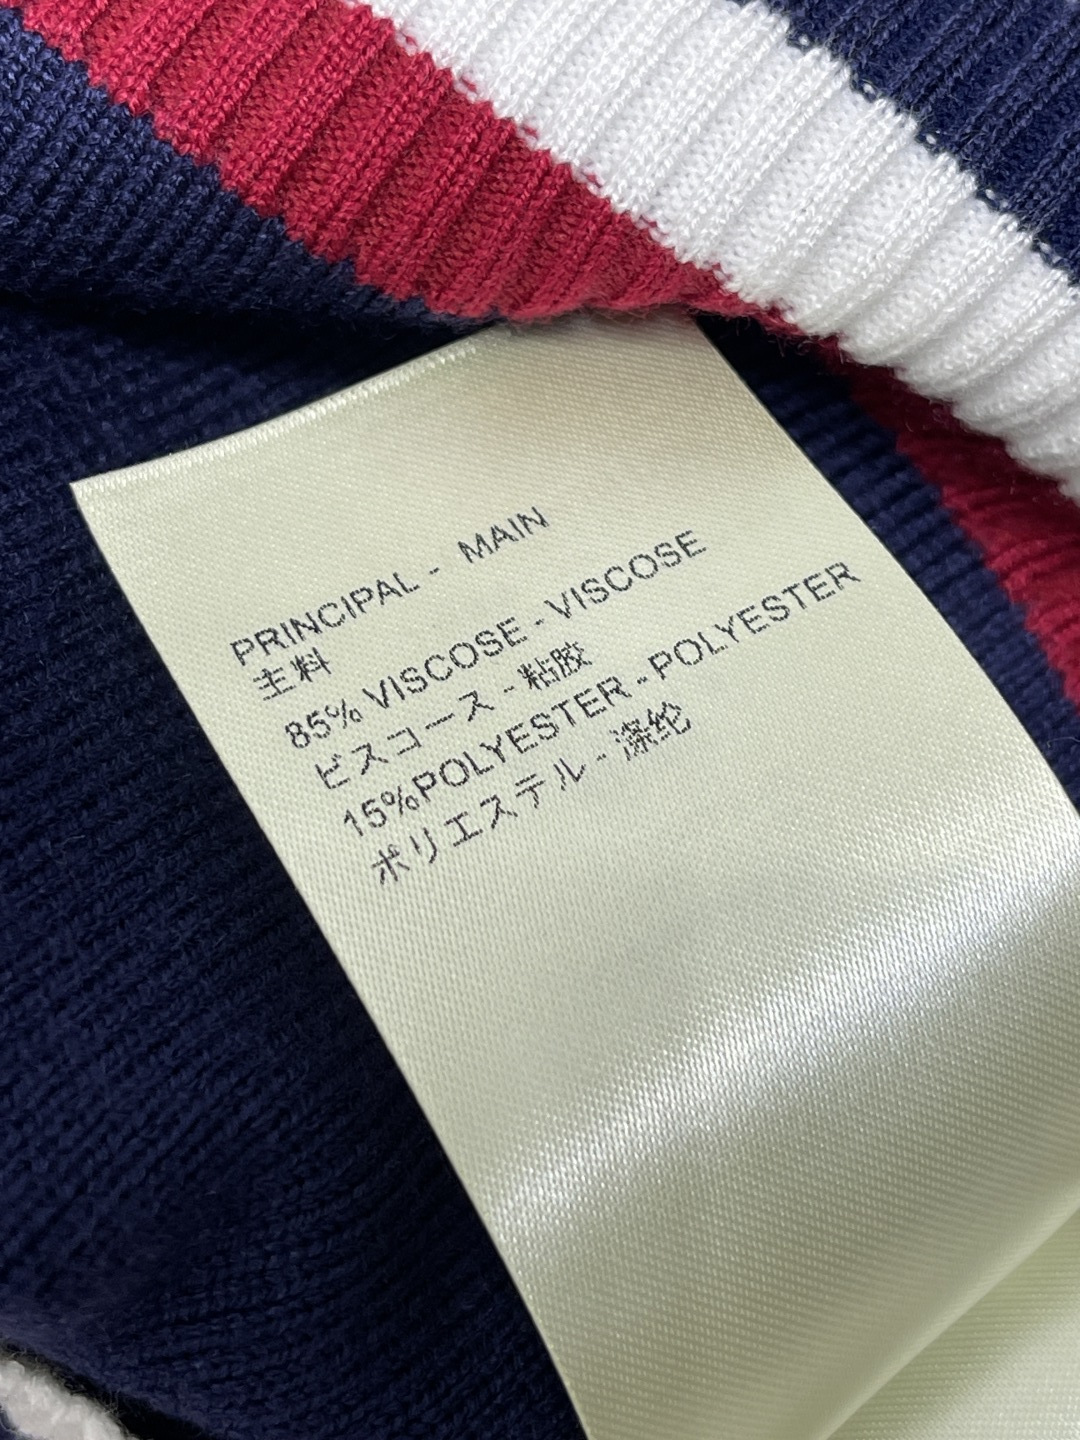 PRINCIPAL - MAIN
主料
85% VISCOSE - VISCOSE
ビスコース - 粘胶
15%POLYESTER - POLYESTER
ポリエステル - 涤纶